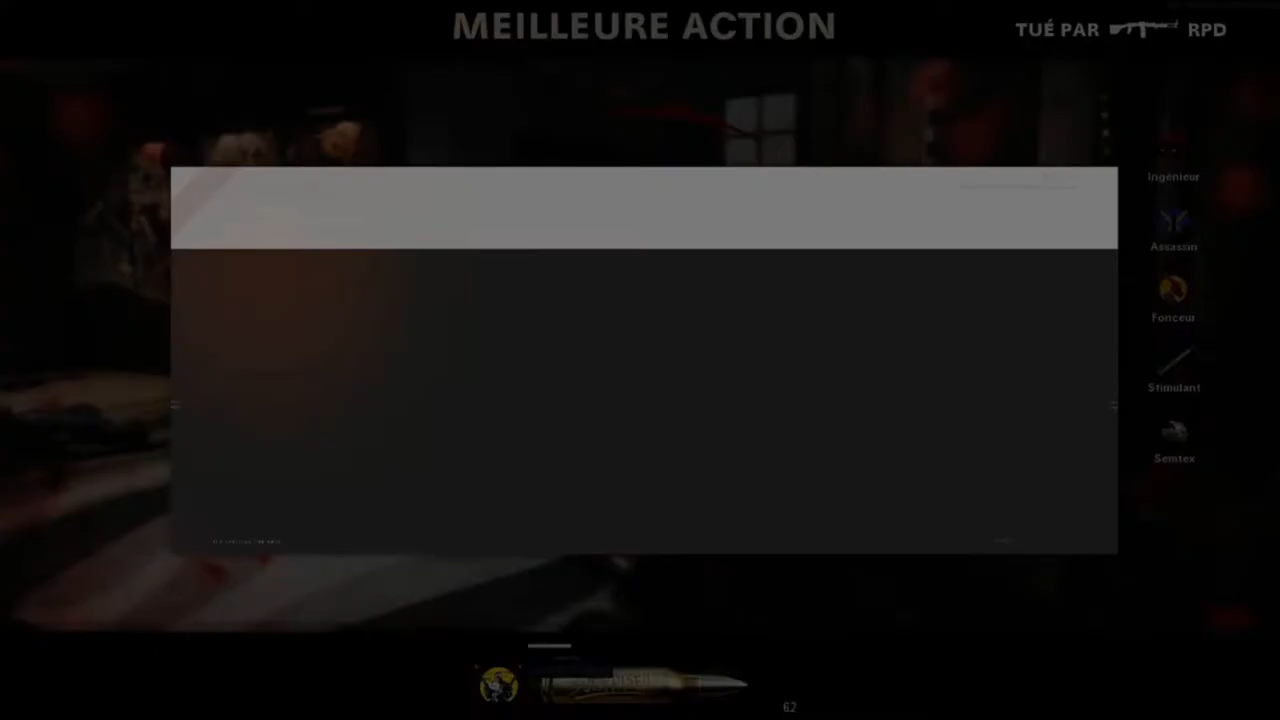 MEILLEURE ACTION
TUÉ PAR RPD
Ingénieur
Assassin
Fonceur
Stimulant
Semtex
62